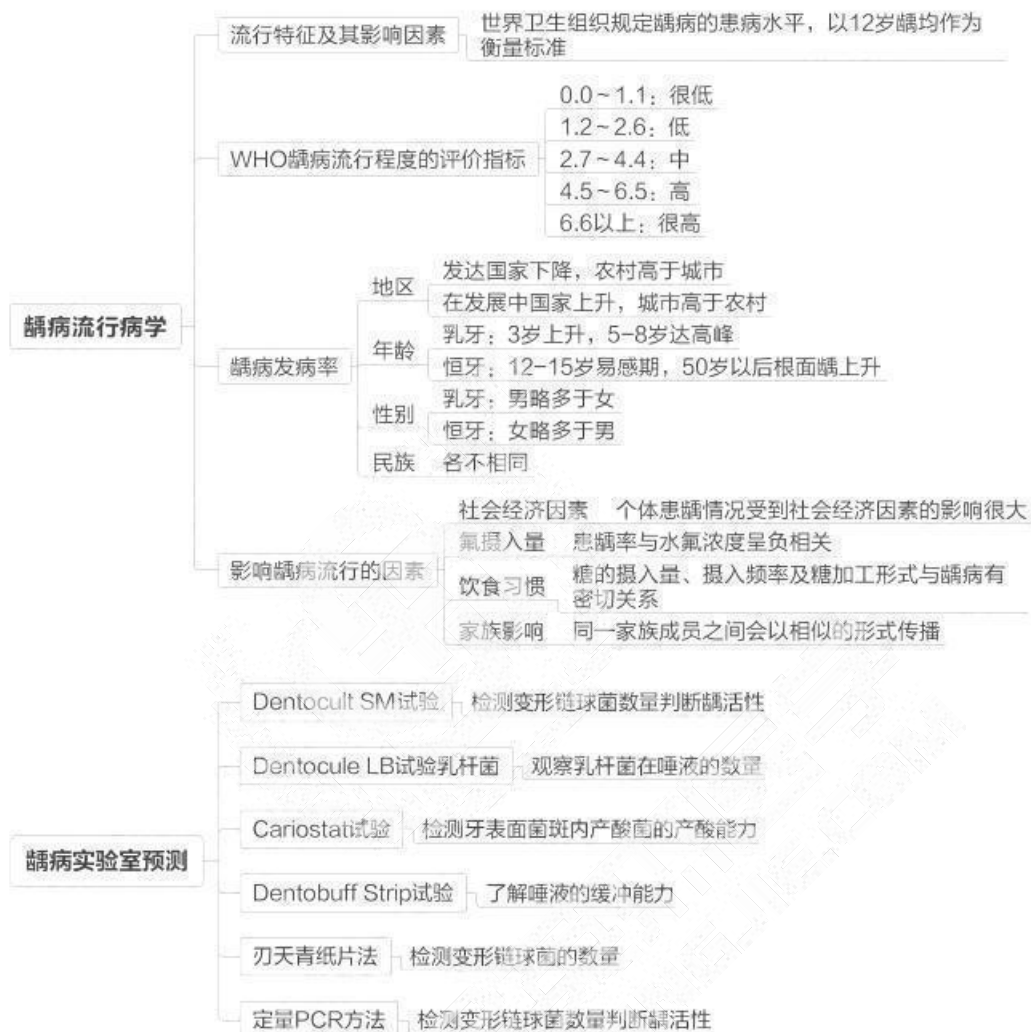 流行特征及其影响因素
世界卫生组织规定龋病的患病水平，以12岁龋均作为
衡量标准
WHO龋病流行程度的评价指标
0.0~1.1：很低
1.2~2.6：低
2.7~4.4：中
4.5~6.5：高
6.6以上：很高
龋病流行病学
龋病发病率
地区
发达国家下降，农村高于城市
在发展中国家上升，城市高于农村
年龄
乳牙：3岁上升，5-8岁达高峰
恒牙：12-15岁易感期，50岁以后根面龋上升
性别
乳牙：男略多于女
恒牙：女略多于男
民族 各不相同
影响龋病流行的因素
社会经济因素 个体患龋情况受到社会经济因素的影响很大
氟摄入量 患龋率与水氟浓度呈负相关
饮食习惯
糖的摄入量、摄入频率及糖加工形式与龋病有
密切关系
家族影响 同一家族成员之间会以相似的形式传播
龋病实验室预测
Dentocult SM试验 检测变形链球菌数量判断龋活性
Dentocule LB试验乳杆菌 观察乳杆菌在唾液的数量
Cariostat试验 检测牙表面菌斑内产酸菌的产酸能力
Dentobuff Strip试验 了解唾液的缓冲能力
刃天青纸片法 检测变形链球菌的数量
定量PCR方法 检测变形链球菌数量判断龋活性